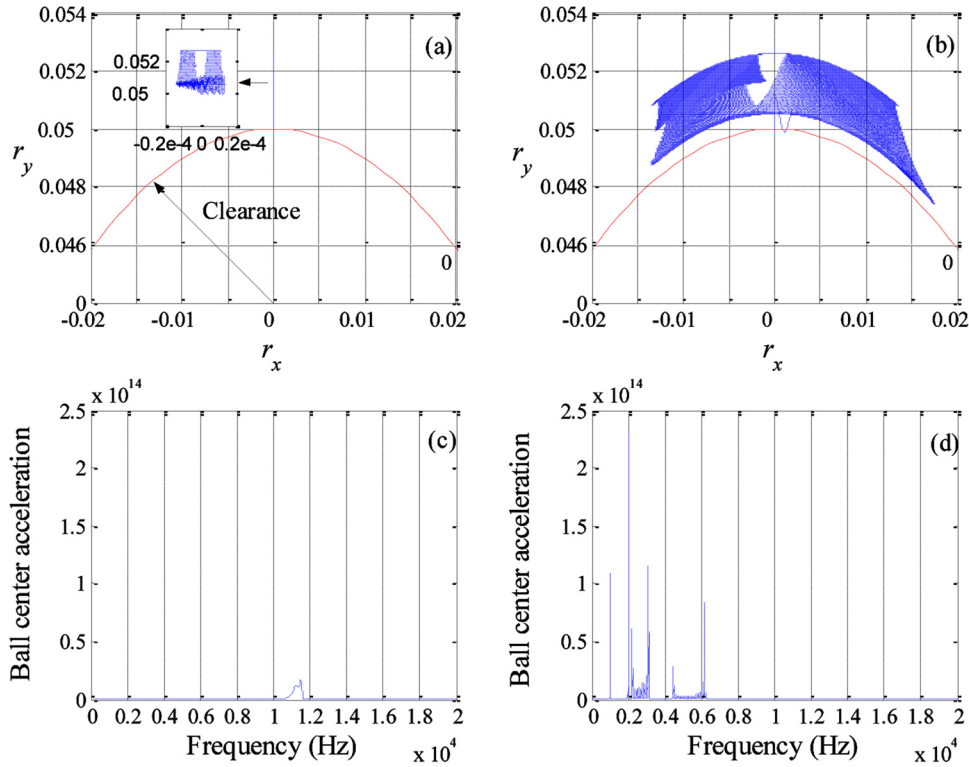 0.054
(a)
0.052
0.052
0.05
0.05
-0.2e-4 0 0.2e-4
r_y
0.048
Clearance
0.046
0
0
-0.02 -0.01 0 0.01 0.02
r_x
0.054
(b)
0.052
0.05
r_y
0.048
0.046
0
0
-0.02 -0.01 0 0.01 0.02
r_x
x 10^14
2.5
(c)
2
1.5
1
0.5
0
Ball center acceleration
0 0.2 0.4 0.6 0.8 1 1.2 1.4 1.6 1.8 2
Frequency (Hz)
x 10^4
x 10^14
2.5
(d)
2
1.5
1
0.5
0
Ball center acceleration
0 0.2 0.4 0.6 0.8 1 1.2 1.4 1.6 1.8 2
Frequency (Hz)
x 10^4